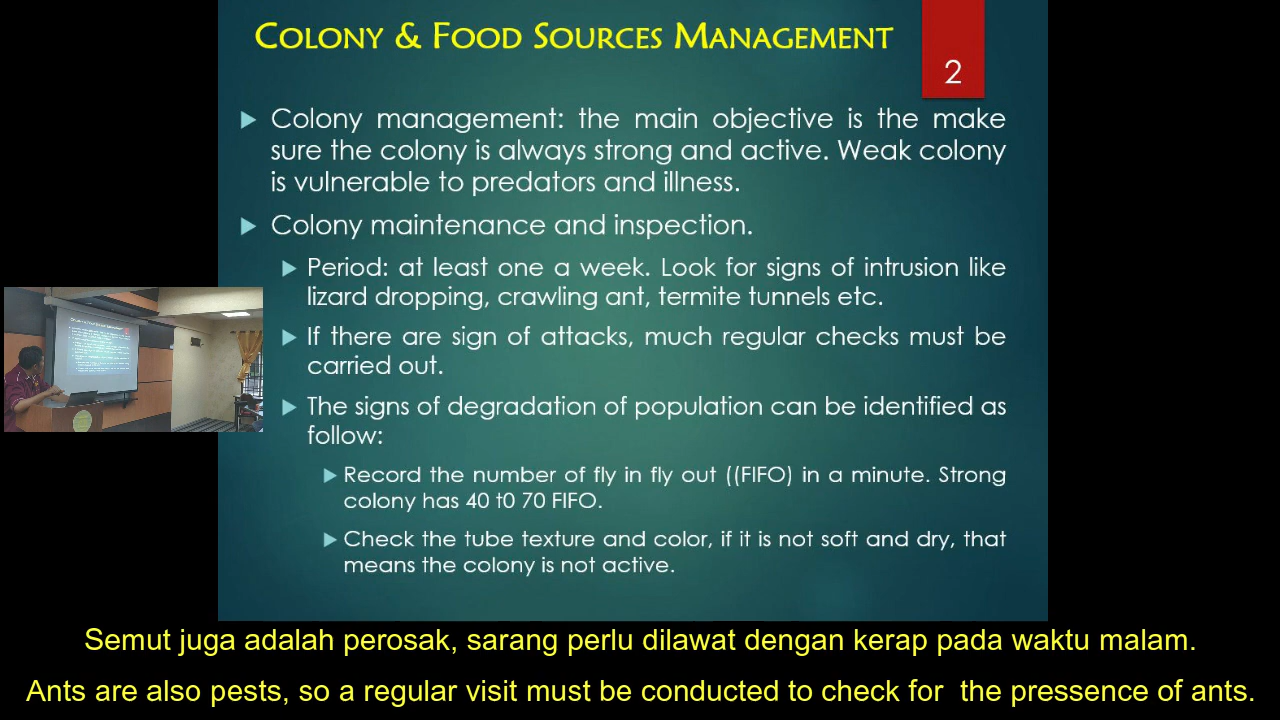 COLONY & FOOD SOURCES MANAGEMENT
2
Colony management: the main objective is the make
sure the colony is always strong and active. Weak colony
is vulnerable to predators and illness.
Colony maintenance and inspection.
Period: at least one a week. Look for signs of intrusion like
lizard dropping, crawling ant, termite tunnels etc.
If there are sign of attacks, much regular checks must be
carried out.
The signs of degradation of population can be identified as
follow:
Record the number of fly in fly out ((FIFO) in a minute. Strong
colony has 40 t0 70 FIFO.
Check the tube texture and color, if it is not soft and dry, that
means the colony is not active.
Semut juga adalah perosak, sarang perlu dilawat dengan kerap pada waktu malam.
Ants are also pests, so a regular visit must be conducted to check for  the pressence of ants.